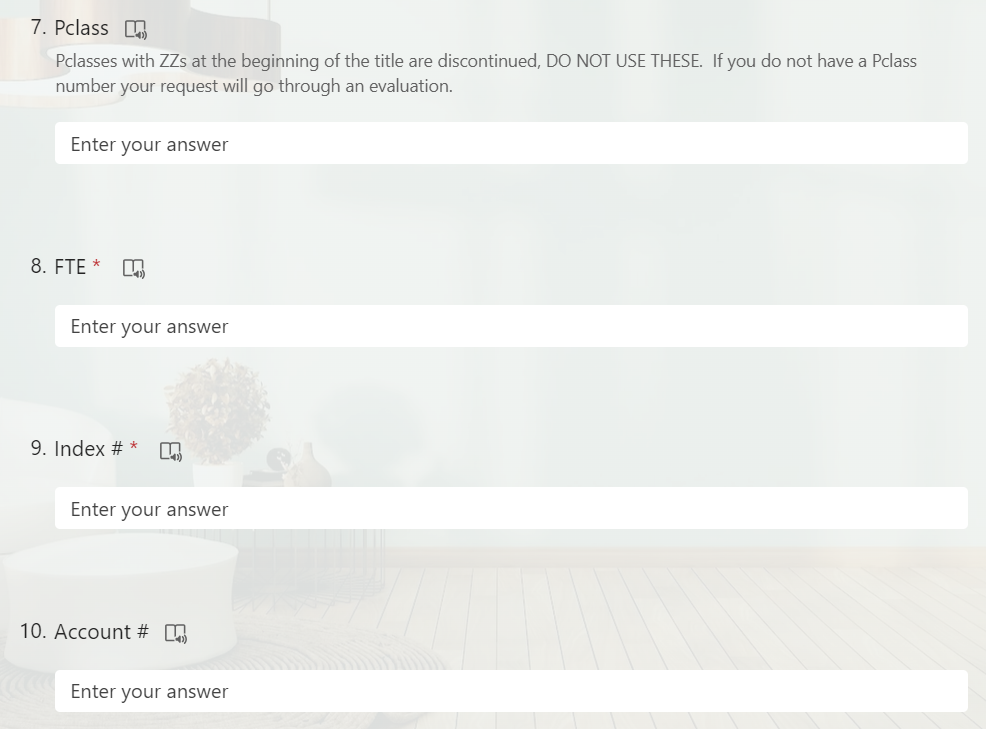 7. Pclass
Pclasses with ZZs at the beginning of the title are discontinued, DO NOT USE THESE.  If you do not have a Pclass
number your request will go through an evaluation.
Enter your answer
8. FTE *
Enter your answer
9. Index # *
Enter your answer
10. Account #
Enter your answer